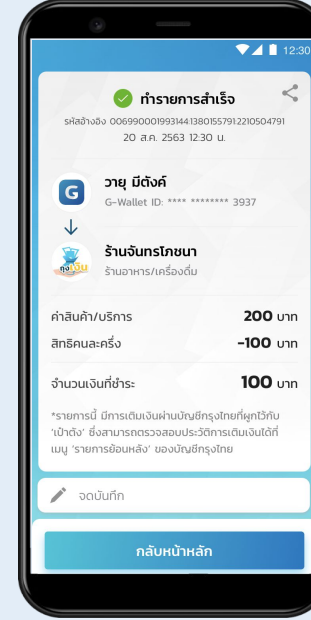 12:30
ทำรายการสำเร็จ
รหัสอ้างอิง 00699000199314413801557912210504791
20 ส.ค. 2563 12:30 น.
G
วายุ มีตังค์
G-Wallet ID: **** ******** 3937
ถุงเงิน
ร้านจันทร์โภชนา
ร้านอาหาร/เครื่องดื่ม
ค่าสินค้า/บริการ 200 บาท
สิทธิคนละครึ่ง -100 บาท
จำนวนเงินที่ชำระ 100 บาท
*รายการนี้ มีการเติมเงินผ่านบัญชีกรุงไทยที่ผูกไว้กับ
'เป๋าตัง' ซึ่งสามารถตรวจสอบประวัติการเติมเงินได้ที่
เมนู 'รายการย้อนหลัง' ของบัญชีกรุงไทย
จดบันทึก
กลับหน้าหลัก